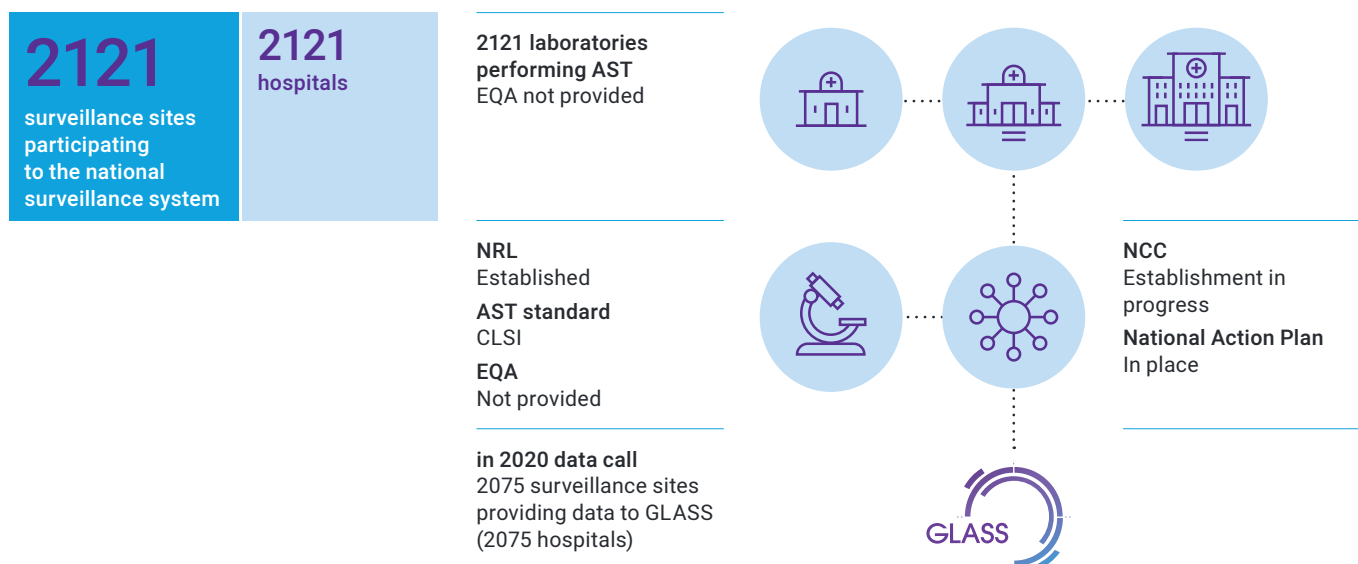 2121
surveillance sites
participating
to the national
surveillance system
2121
hospitals
2121 laboratories
performing AST
EQA not provided
NRL
Established
AST standard
CLSI
EQA
Not provided
NCC
Establishment in
progress
National Action Plan
In place
in 2020 data call
2075 surveillance sites
providing data to GLASS
(2075 hospitals)
GLASS